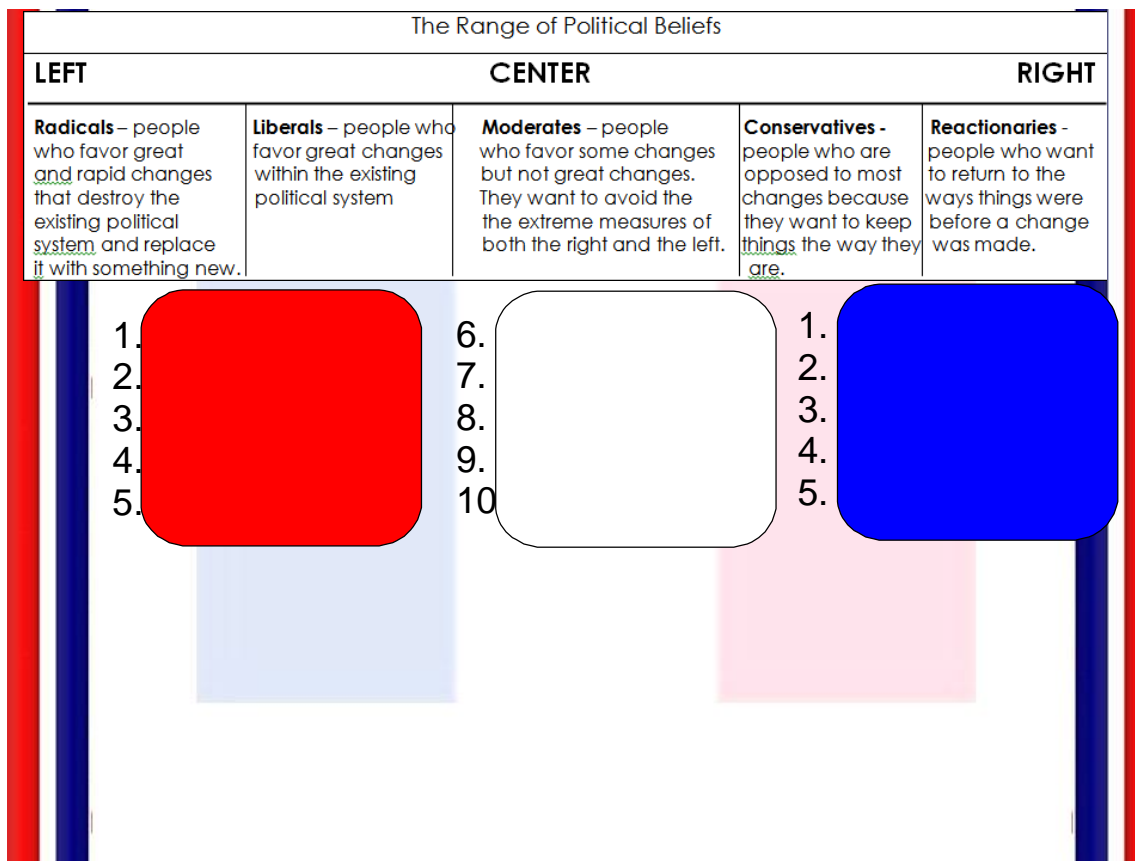 The Range of Political Beliefs
LEFT CENTER RIGHT
Radicals – people
who favor great
and rapid changes
that destroy the
existing political
system and replace
it with something new.
Liberals – people who
favor great changes
within the existing
political system
Moderates – people
who favor some changes
but not great changes.
They want to avoid the
the extreme measures of
both the right and the left.
Conservatives -
people who are
opposed to most
changes because
they want to keep
things the way they
are.
Reactionaries -
people who want
to return to the
ways things were
before a change
was made.
1.
2.
3.
4.
5.
6.
7.
8.
9.
10
1.
2.
3.
4.
5.